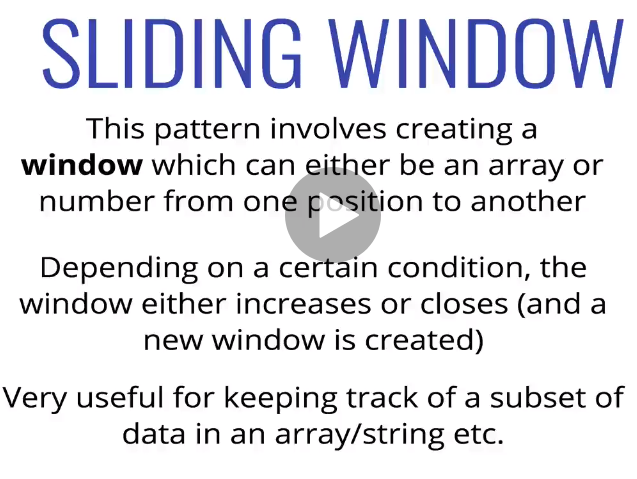 SLIDING WINDOW
This pattern involves creating a
window which can either be an array or
number from one position to another
Depending on a certain condition, the
window either increases or closes (and a
new window is created)
Very useful for keeping track of a subset of
data in an array/string etc.